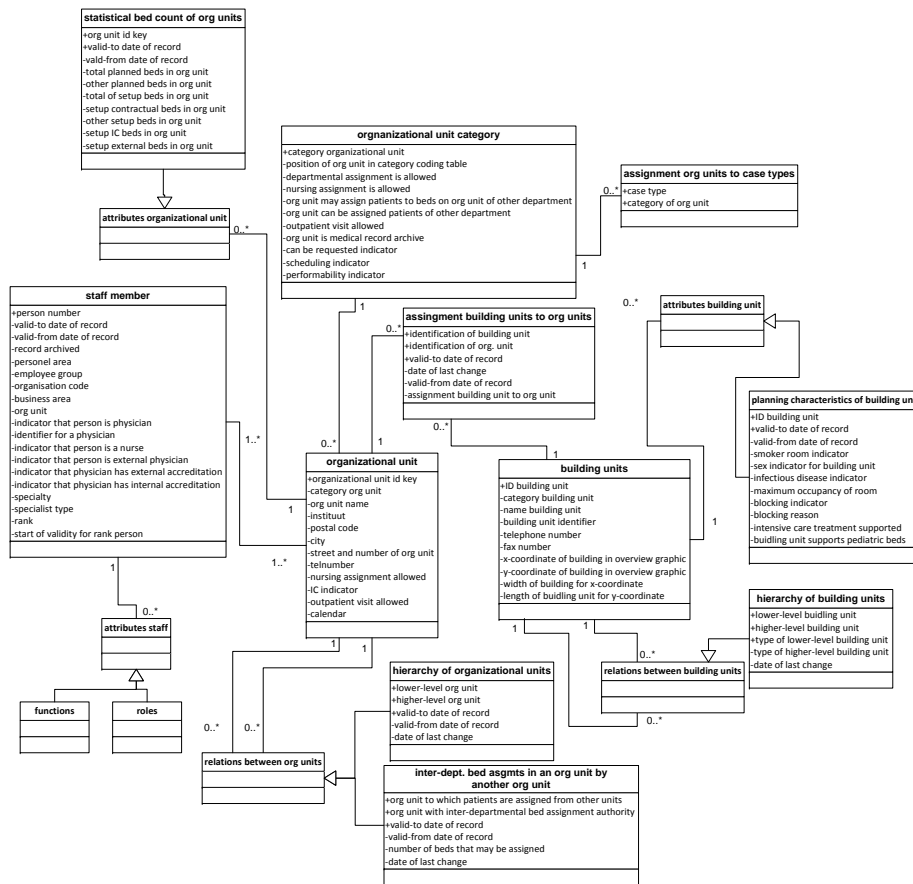 statistical bed count of org units
+org unit id key
+valid-to date of record
-vald-from date of record
-total planned beds in org unit
-other planned beds in org unit
-total of setup beds in org unit
-setup contractual beds in org unit
-other setup beds in org unit
-setup IC beds in org unit
-setup external beds in org unit
attributes organizational unit
0..*
orgnanizational unit category
+category organizational unit
-position of org unit in category coding table
-departmental assignment is allowed
-nursing assignment is allowed
-org unit may assign patients to beds on org unit of other department
-org unit can be assigned patients of other department
-outpatient visit allowed
-org unit is medical record archive
-can be requested indicator
-scheduling indicator
-performability indicator
1
1
assignment org units to case types
0..*
+case type
+category of org unit
staff member
+person number
-valid-to date of record
-valid-from date of record
-record archived
-personel area
-employee group
-organisation code
-business area
-org unit
-indicator that person is physician
-identifier for a physician
-indicator that person is a nurse
-indicator that person is external physician
-indicator that physician has external accreditation
-indicator that physician has internal accreditation
-specialty
-specialist type
-rank
-start of validity for rank person
1..*
1
0..*
assingment building units to org units
+identification of building unit
+identification of org. unit
+valid-to date of record
-date of last change
-valid-from date of record
-assignment building unit to org unit
0..*
0..*
attributes building unit
0..*
planning characteristics of building unit
+ID building unit
+valid-to date of record
-valid-from date of record
-smoker room indicator
-sex indicator for building unit
-infectious disease indicator
-maximum occupancy of room
-blocking indicator
-blocking reason
-intensive care treatment supported
-buidling unit supports pediatric beds
0..*
1
1
1..*
organizational unit
+organizational unit id key
-category org unit
-org unit name
-instituut
-postal code
-city
-street and number of org unit
-telnumber
-nursing assignment allowed
-IC indicator
-outpatient visit allowed
-calendar
1
1
1
1
building units
+ID building unit
-category building unit
-name building unit
-building unit identifier
-telephone number
-fax number
-x-coordinate of building in overview graphic
-y-coordinate of building in overview graphic
-width of building for x-coordinate
-length of buidling unit for y-coordinate
1
1
hierarchy of building units
+lower-level buidling unit
+higher-level building unit
+type of lower-level building unit
-type of higher-level building unit
-date of last change
attributes staff
functions
roles
0..*
0..*
relations between org units
hierarchy of organizational units
+lower-level org unit
+higher-level org unit
+valid-to date of record
-valid-from date of record
-date of last change
0..*
relations between building units
0..*
inter-dept. bed asgmts in an org unit by
another org unit
+org unit to which patients are assigned from other units
+org unit with inter-departmental bed assignment authority
+valid-to date of record
-valid-from date of record
-number of beds that may be assigned
-date of last change